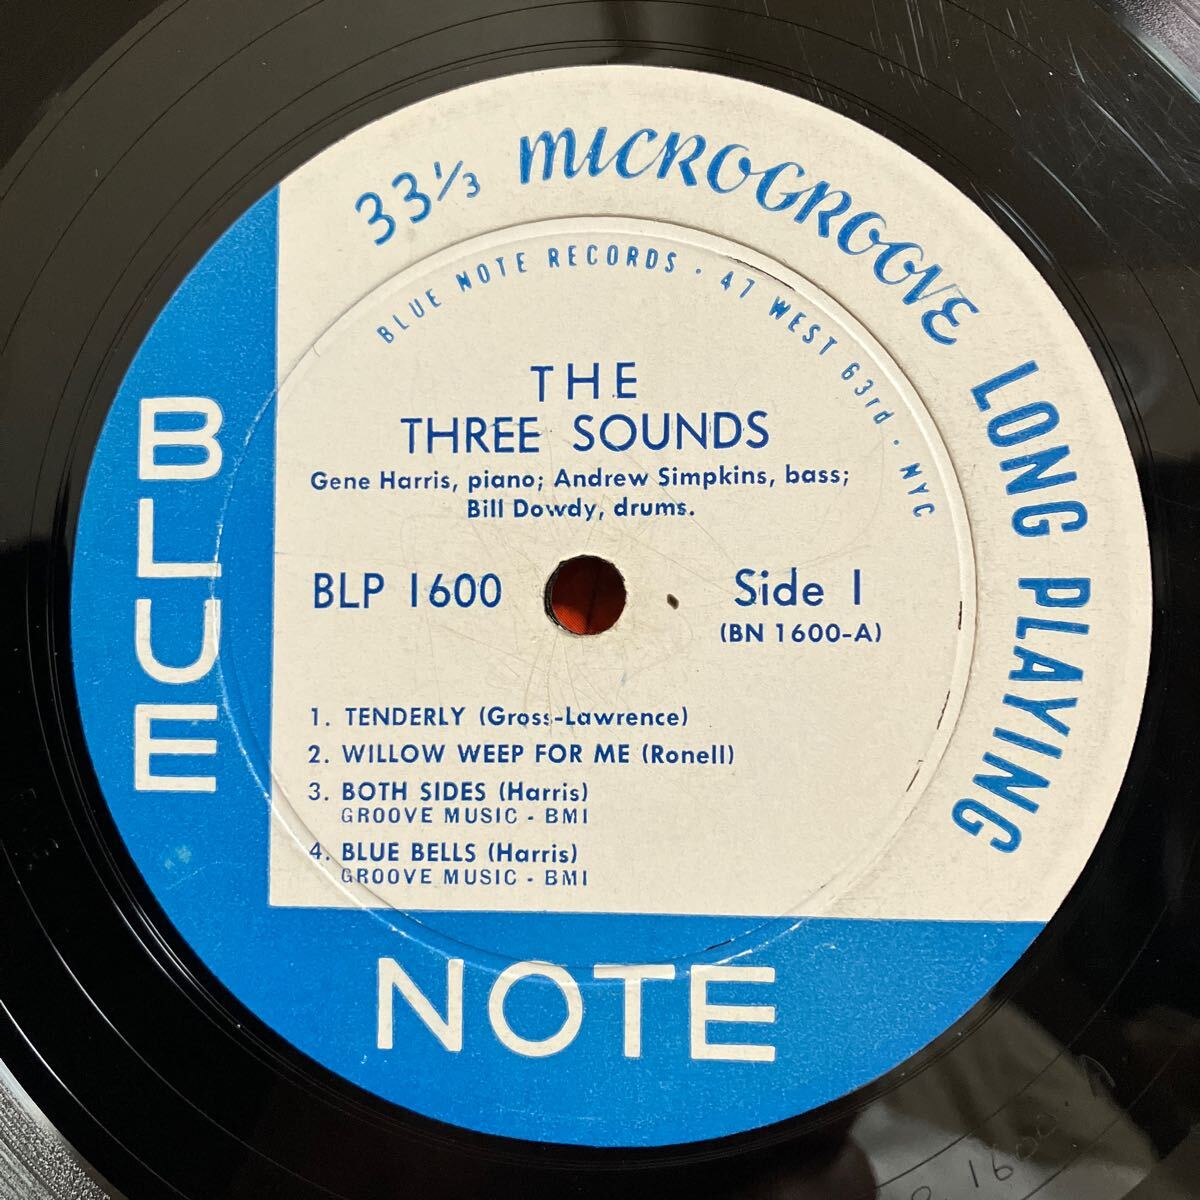 33⅓ MICROGROOVE LONG PLAYING
BLUE NOTE RECORDS · 47 WEST 63rd · NYC
THE
THREE SOUNDS
Gene Harris, piano; Andrew Simpkins, bass;
Bill Dowdy, drums.
BLP 1600
Side 1
(BN 1600-A)
1. TENDERLY (Gross-Lawrence)
2. WILLOW WEEP FOR ME (Ronell)
3. BOTH SIDES (Harris)
GROOVE MUSIC - BMI
4. BLUE BELLS (Harris)
GROOVE MUSIC - BMI
BLUE
NOTE